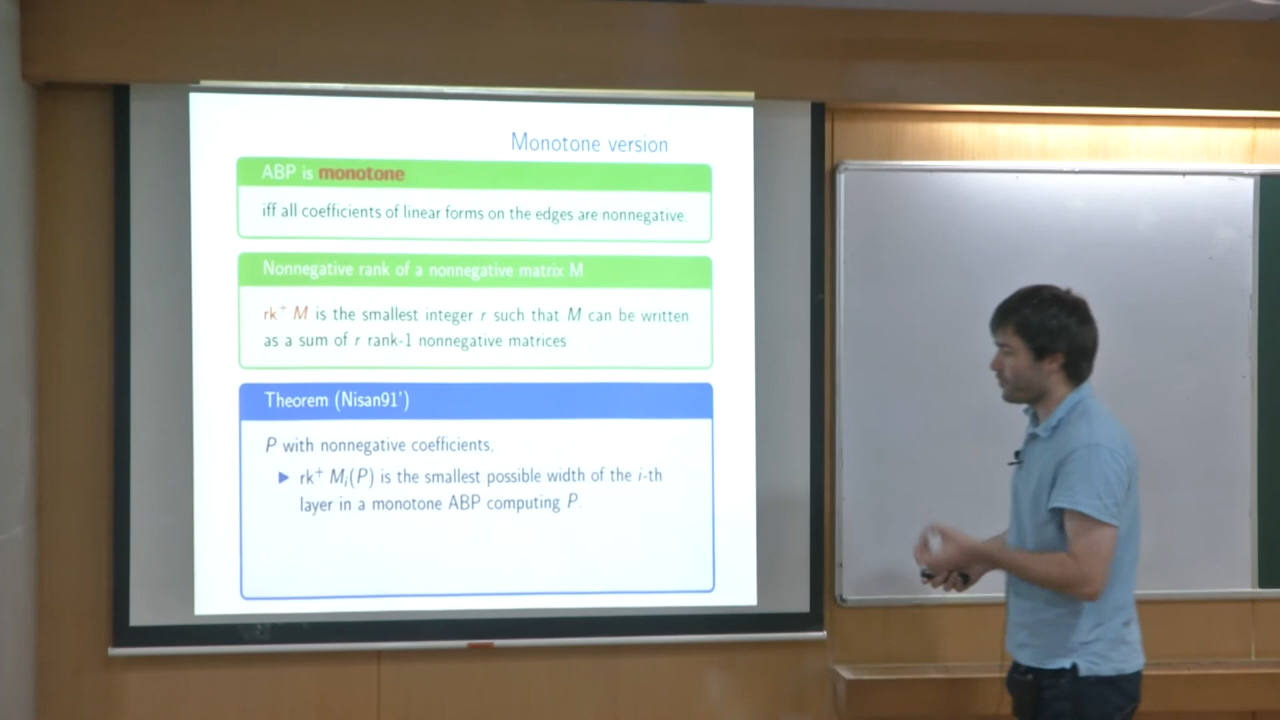 Monotone version
ABP is monotone
iff all coefficients of linear forms on the edges are nonnegative.
Nonnegative rank of a nonnegative matrix M
rk⁺ M is the smallest integer r such that M can be written
as a sum of r rank-1 nonnegative matrices
Theorem (Nisan91')
P with nonnegative coefficients,
▶ rk⁺ Mᵢ(P) is the smallest possible width of the i-th
layer in a monotone ABP computing P.